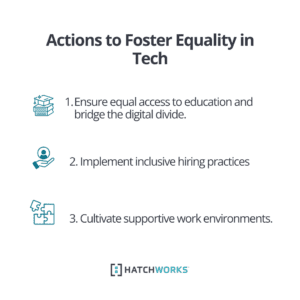 Actions to Foster Equality in
Tech
1. Ensure equal access to education and
bridge the digital divide.
2. Implement inclusive hiring practices
3. Cultivate supportive work environments.
HATCHWORKS